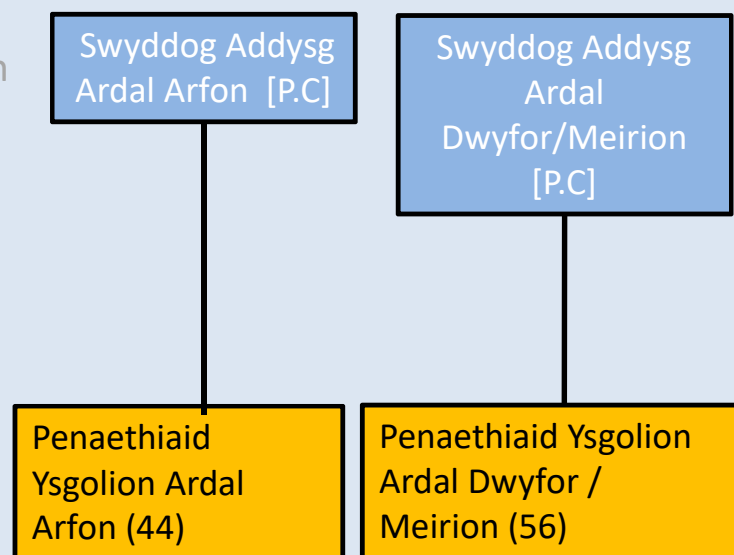 Swyddog Addysg
Ardal Arfon [P.C]
Swyddog Addysg
Ardal
Dwyfor/Meirion
[P.C]
Penaethiaid
Ysgolion Ardal
Arfon (44)
Penaethiaid Ysgolion
Ardal Dwyfor /
Meirion (56)